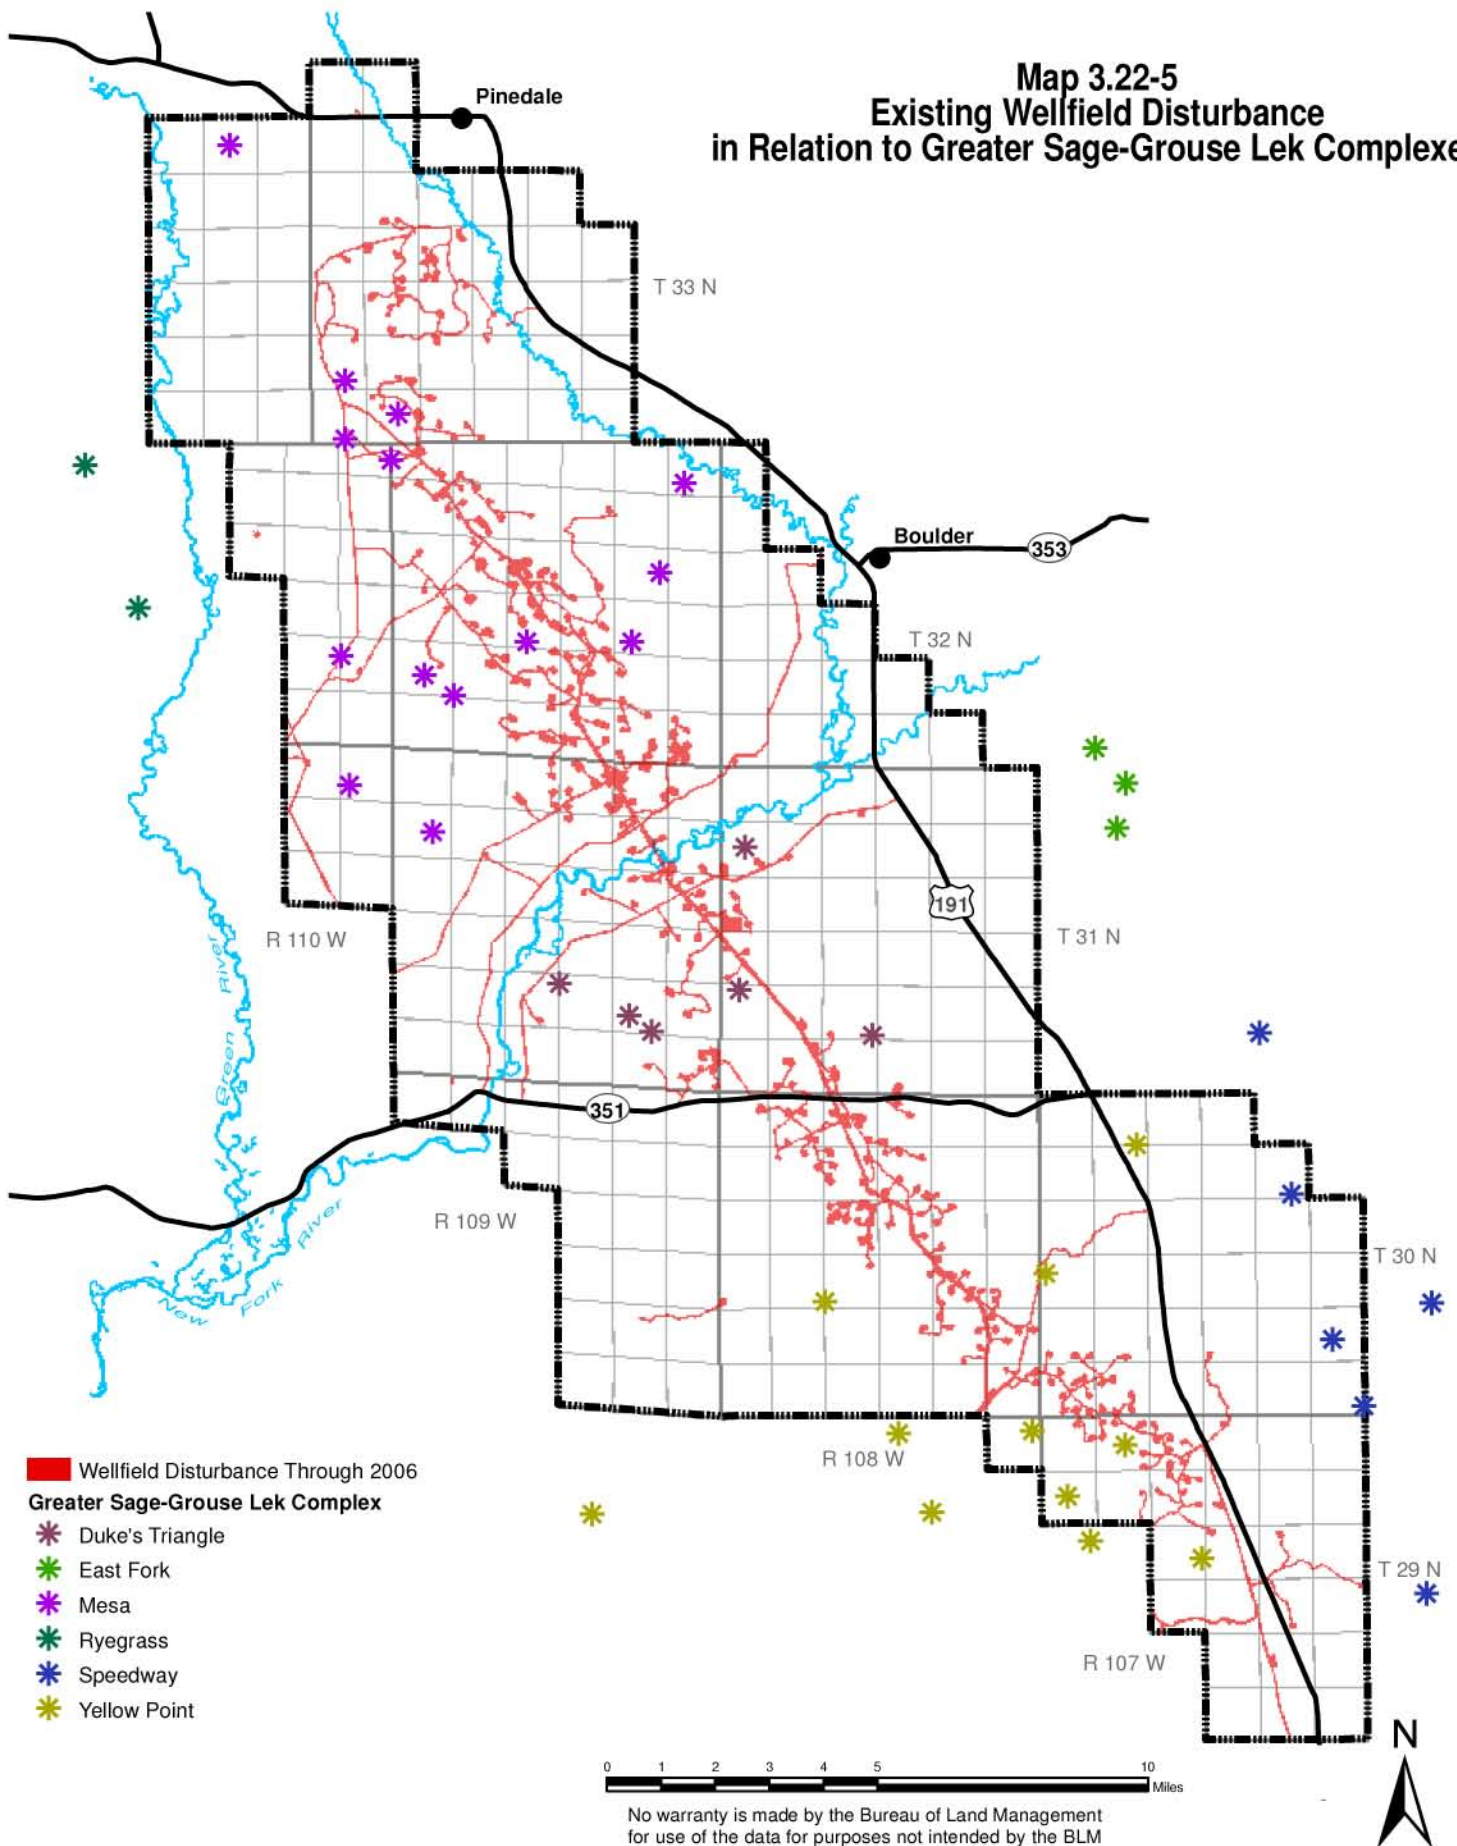 Map 3.22-5
Existing Wellfield Disturbance
in Relation to Greater Sage-Grouse Lek Complexe
Pinedale
T 33 N
Boulder
353
T 32 N
191
R 110 W
T 31 N
Green River
351
R 109 W
New Fork River
T 30 N
R 108 W
T 29 N
R 107 W
Wellfield Disturbance Through 2006
Greater Sage-Grouse Lek Complex
Duke's Triangle
East Fork
Mesa
Ryegrass
Speedway
Yellow Point
N
0 1 2 3 4 5 10
Miles
No warranty is made by the Bureau of Land Management
for use of the data for purposes not intended by the BLM